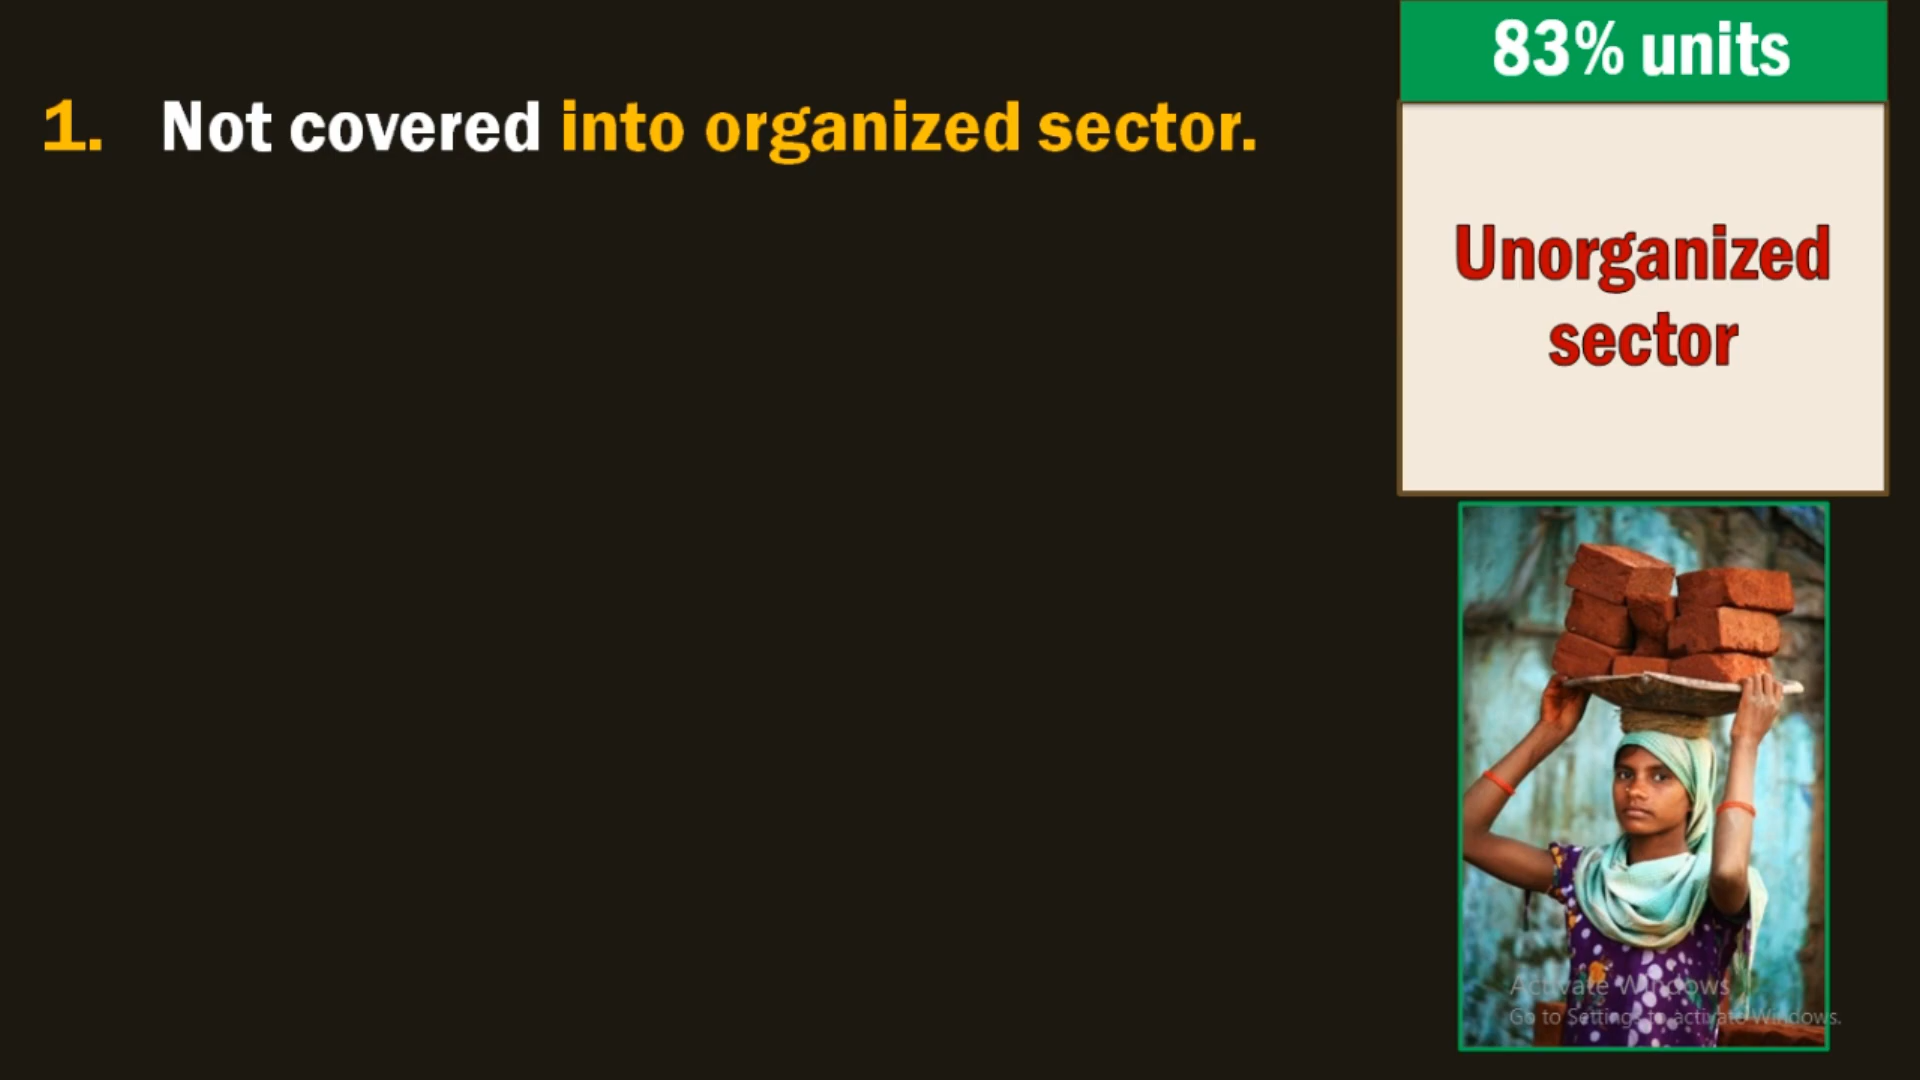 83% units
1. Not covered into organized sector.
Unorganized
sector
Activate Windows
Go to Settings to activate Windows.